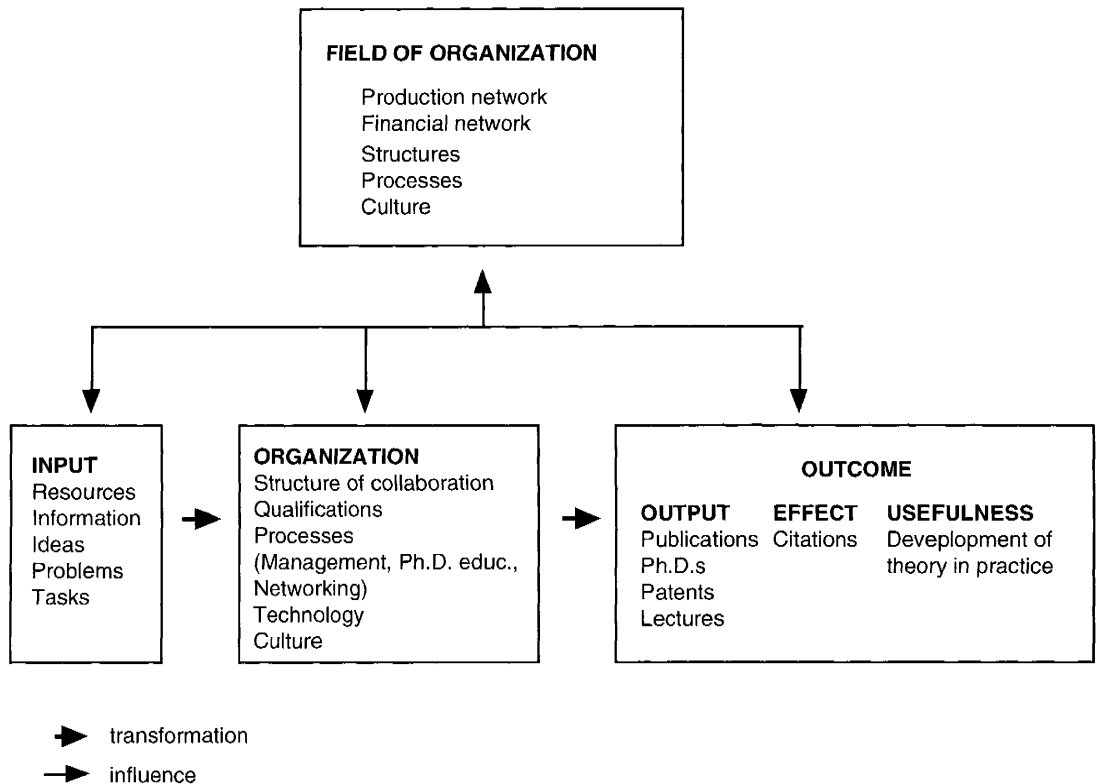 FIELD OF ORGANIZATION
Production network
Financial network
Structures
Processes
Culture
INPUT
Resources
Information
Ideas
Problems
Tasks
ORGANIZATION
Structure of collaboration
Qualifications
Processes
(Management, Ph.D. educ.,
Networking)
Technology
Culture
OUTCOME
OUTPUT
Publications
Ph.D.s
Patents
Lectures
EFFECT
Citations
USEFULNESS
Deveplopment of
theory in practice
transformation
influence